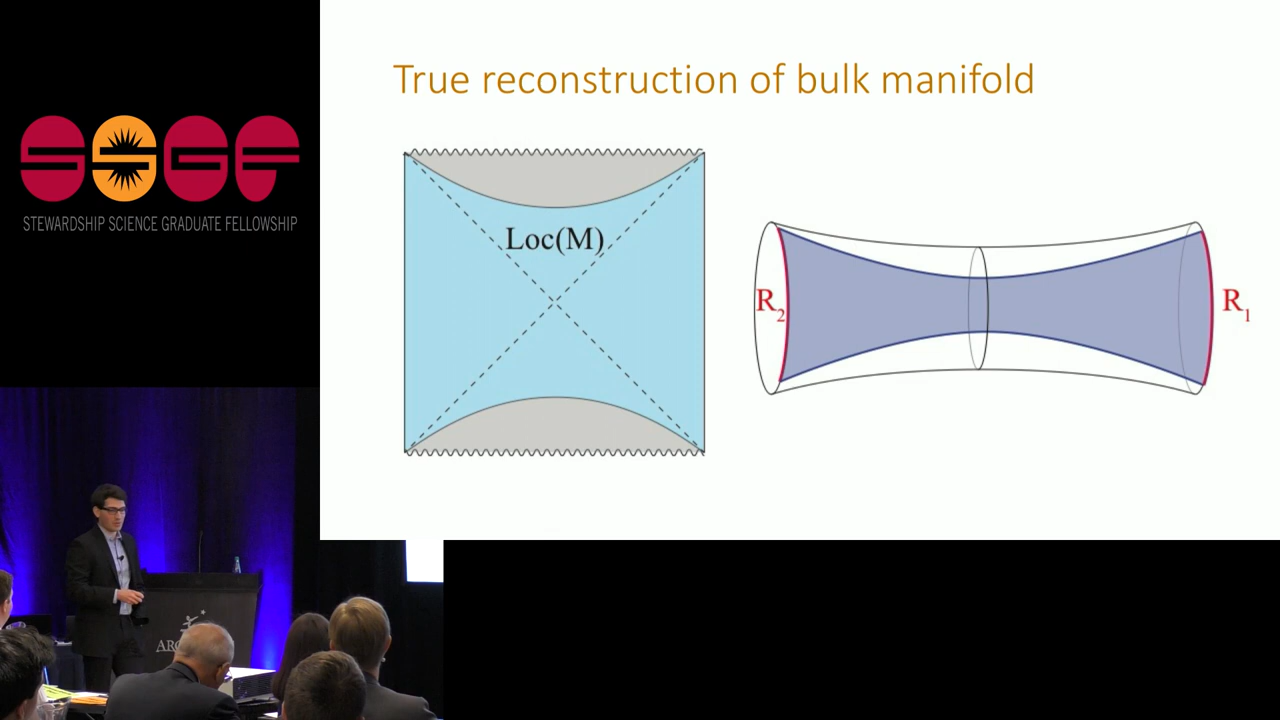 True reconstruction of bulk manifold
SSGF
STEWARDSHIP SCIENCE GRADUATE FELLOWSHIP
Loc(M)
R2
R1